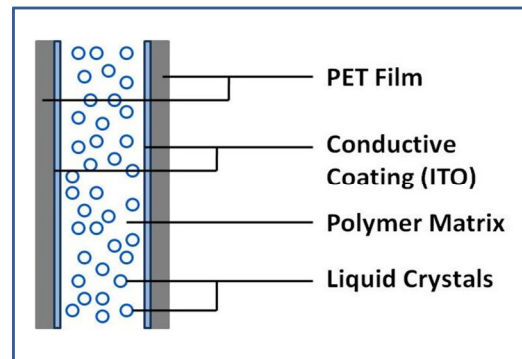 PET Film
Conductive
Coating (ITO)
Polymer Matrix
Liquid Crystals